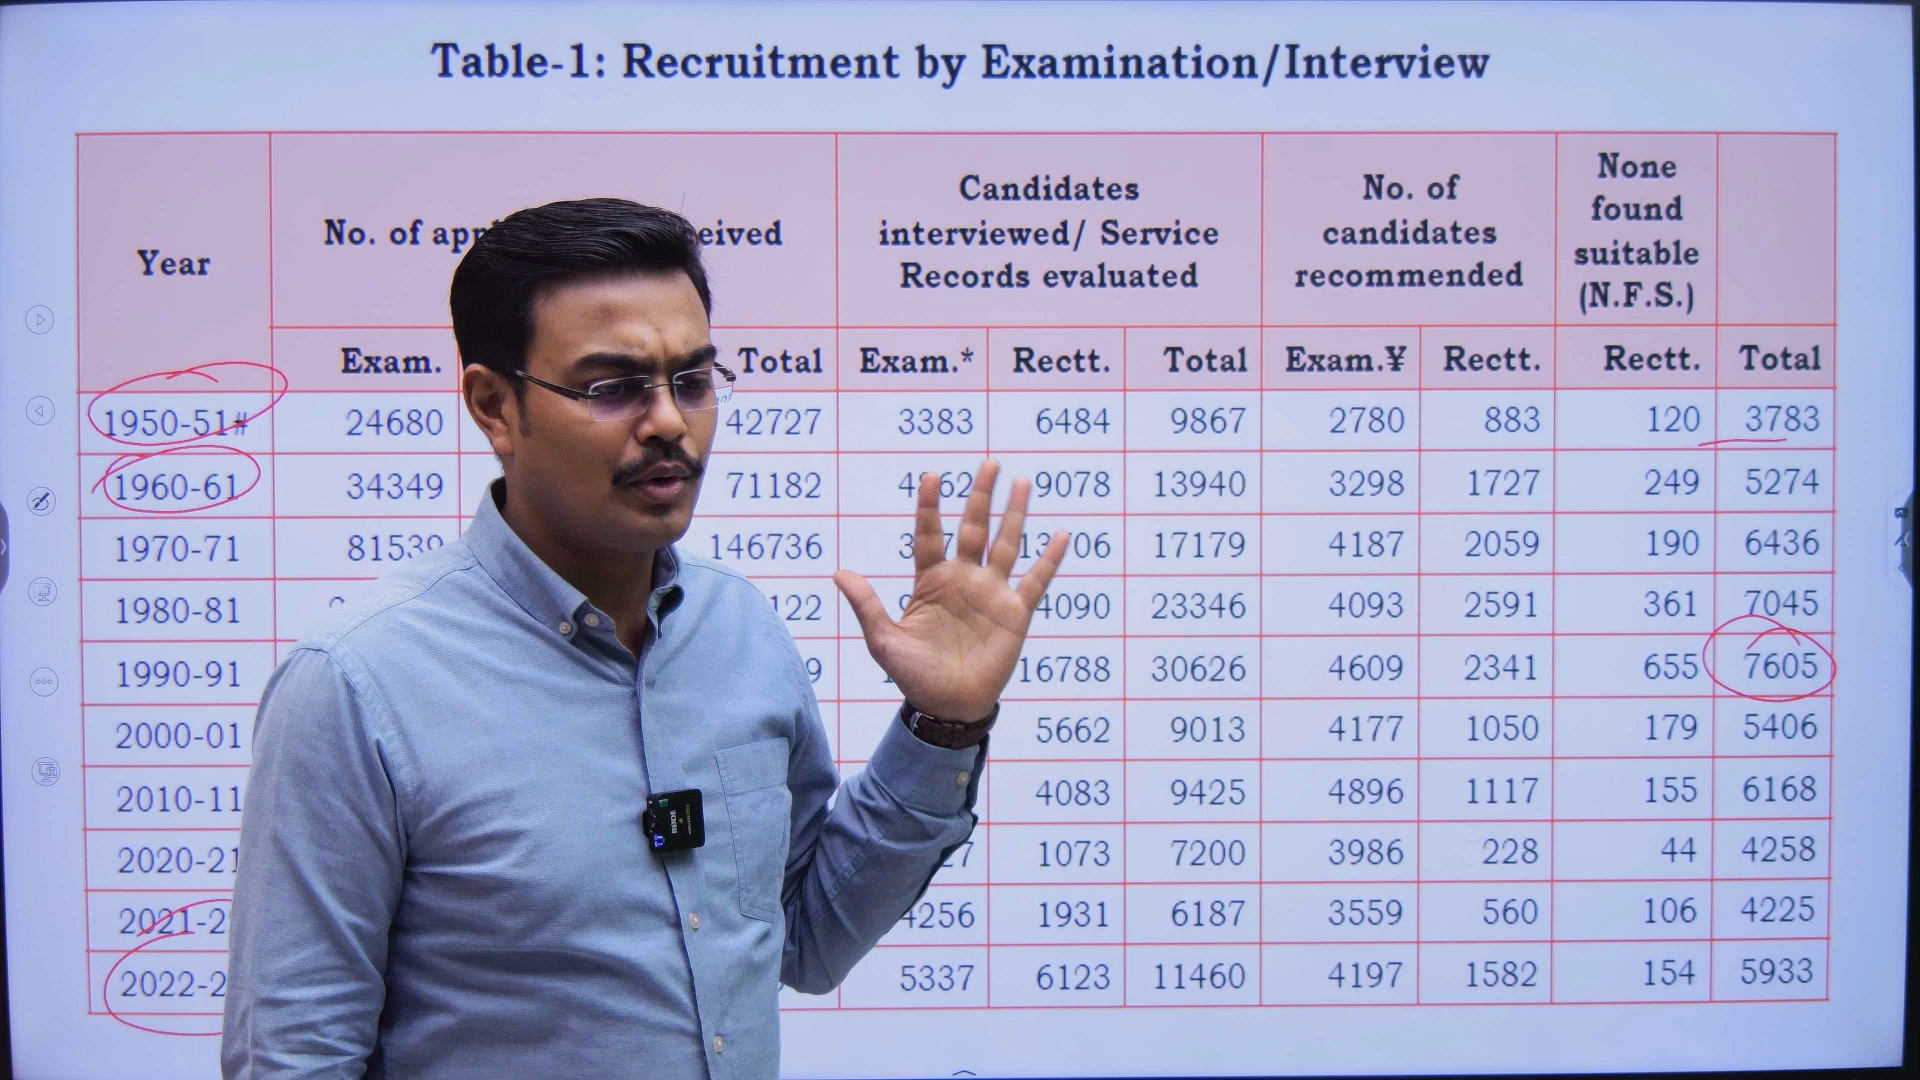 Table-1: Recruitment by Examination/Interview
Year
No. of
Candidates
interviewed/ Service
Records evaluated
No. of
candidates
recommended
None
found
suitable
(N.F.S.)
Exam. Total Exam.* Rectt. Total Exam.¥ Rectt. Rectt. Total
1950-51# 24680 42727 3383 6484 9867 2780 883 120 3783
1960-61 34349 71182 9078 13940 3298 1727 249 5274
1970-71 146736 17179 4187 2059 190 6436
1980-81 23346 4093 2591 361 7045
1990-91 16788 30626 4609 2341 655 7605
2000-01 5662 9013 4177 1050 179 5406
2010-11 4083 9425 4896 1117 155 6168
2020-21 1073 7200 3986 228 44 4258
4256 1931 6187 3559 560 106 4225
5337 6123 11460 4197 1582 154 5933
RØDE